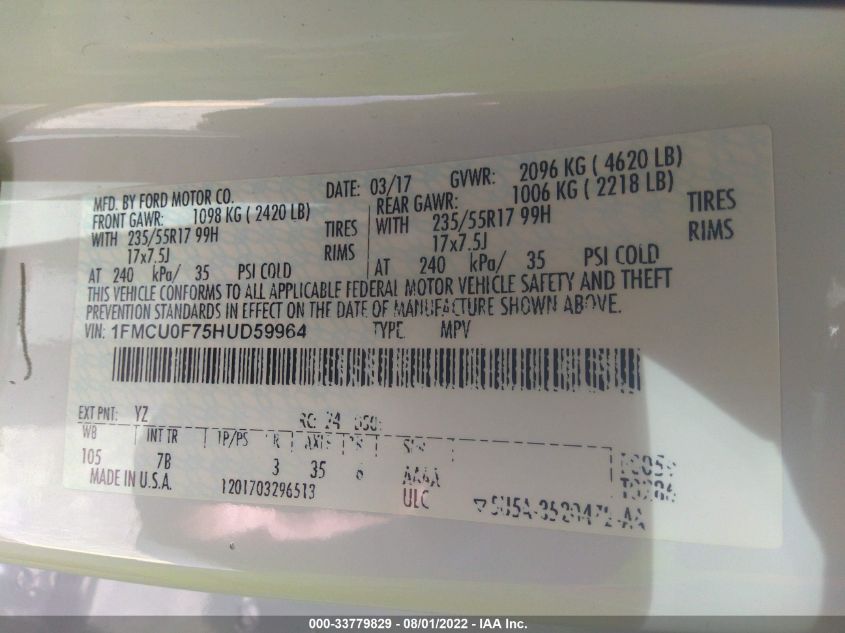 MFD. BY FORD MOTOR CO.
DATE: 03/17 GVWR: 2096 KG ( 4620 LB)
FRONT GAWR: 1098 KG ( 2420 LB)
REAR GAWR: 1006 KG ( 2218 LB)
WITH 235/55R17 99H TIRES
WITH 235/55R17 99H TIRES
17x7.5J RIMS
17x7.5J RIMS
AT 240 kPa/ 35 PSI COLD
AT 240 kPa/ 35 PSI COLD
THIS VEHICLE CONFORMS TO ALL APPLICABLE FEDERAL MOTOR VEHICLE SAFETY AND THEFT
PREVENTION STANDARDS IN EFFECT ON THE DATE OF MANUFACTURE SHOWN ABOVE.
VIN: 1FMCU0F75HUD59964 TYPE: MPV
EXT PNT: YZ RC: 24
WB INT TR TP/PS R AXLE
105 7B 3 35 6
MADE IN U.S.A.
1201703296513
ULC
000-33779829 - 08/01/2022 - IAA Inc.